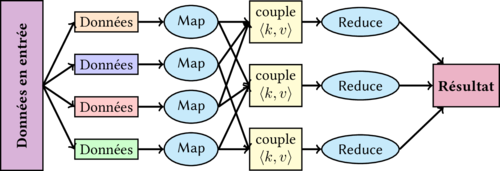 Données en entrée
Données
Données
Données
Données
Map
Map
Map
Map
couple
⟨k, v⟩
couple
⟨k, v⟩
couple
⟨k, v⟩
Reduce
Reduce
Reduce
Résultat